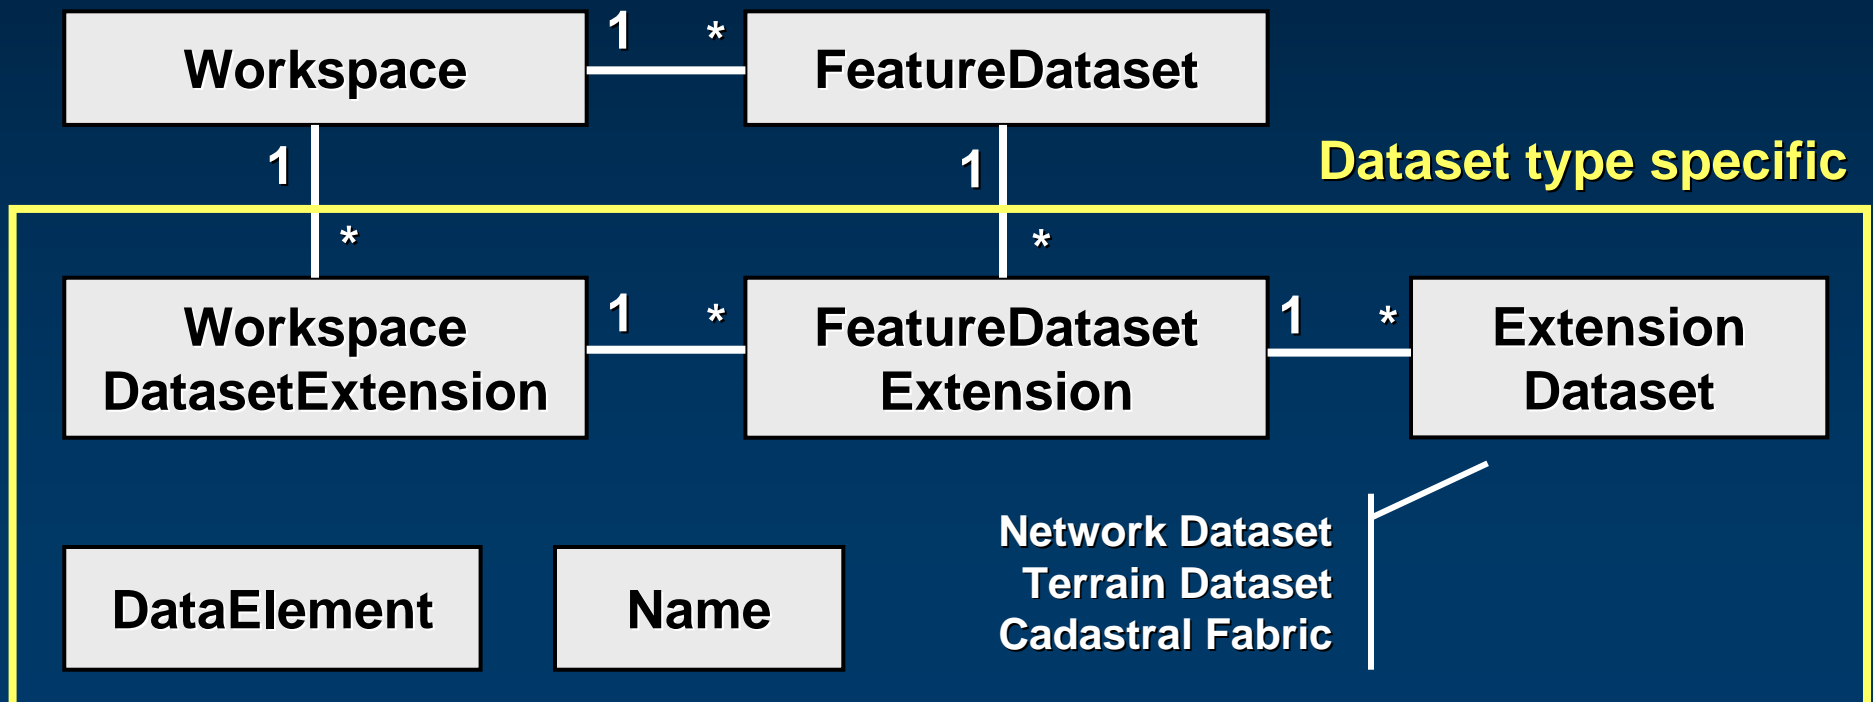 Workspace
1 *
FeatureDataset
1
1
Dataset type specific
*
*
Workspace
DatasetExtension
1 *
FeatureDataset
Extension
1 *
Extension
Dataset
DataElement
Name
Network Dataset
Terrain Dataset
Cadastral Fabric